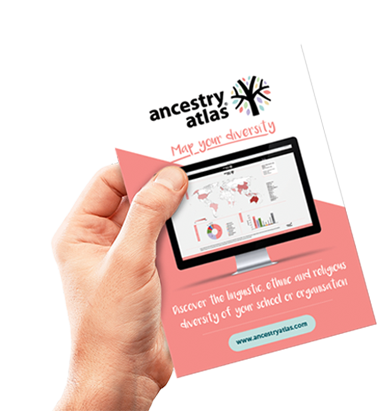 ancestry
atlas
Map your diversity
Discover the linguistic, ethnic and religious
diversity of your school or organisation
www.ancestryatlas.com